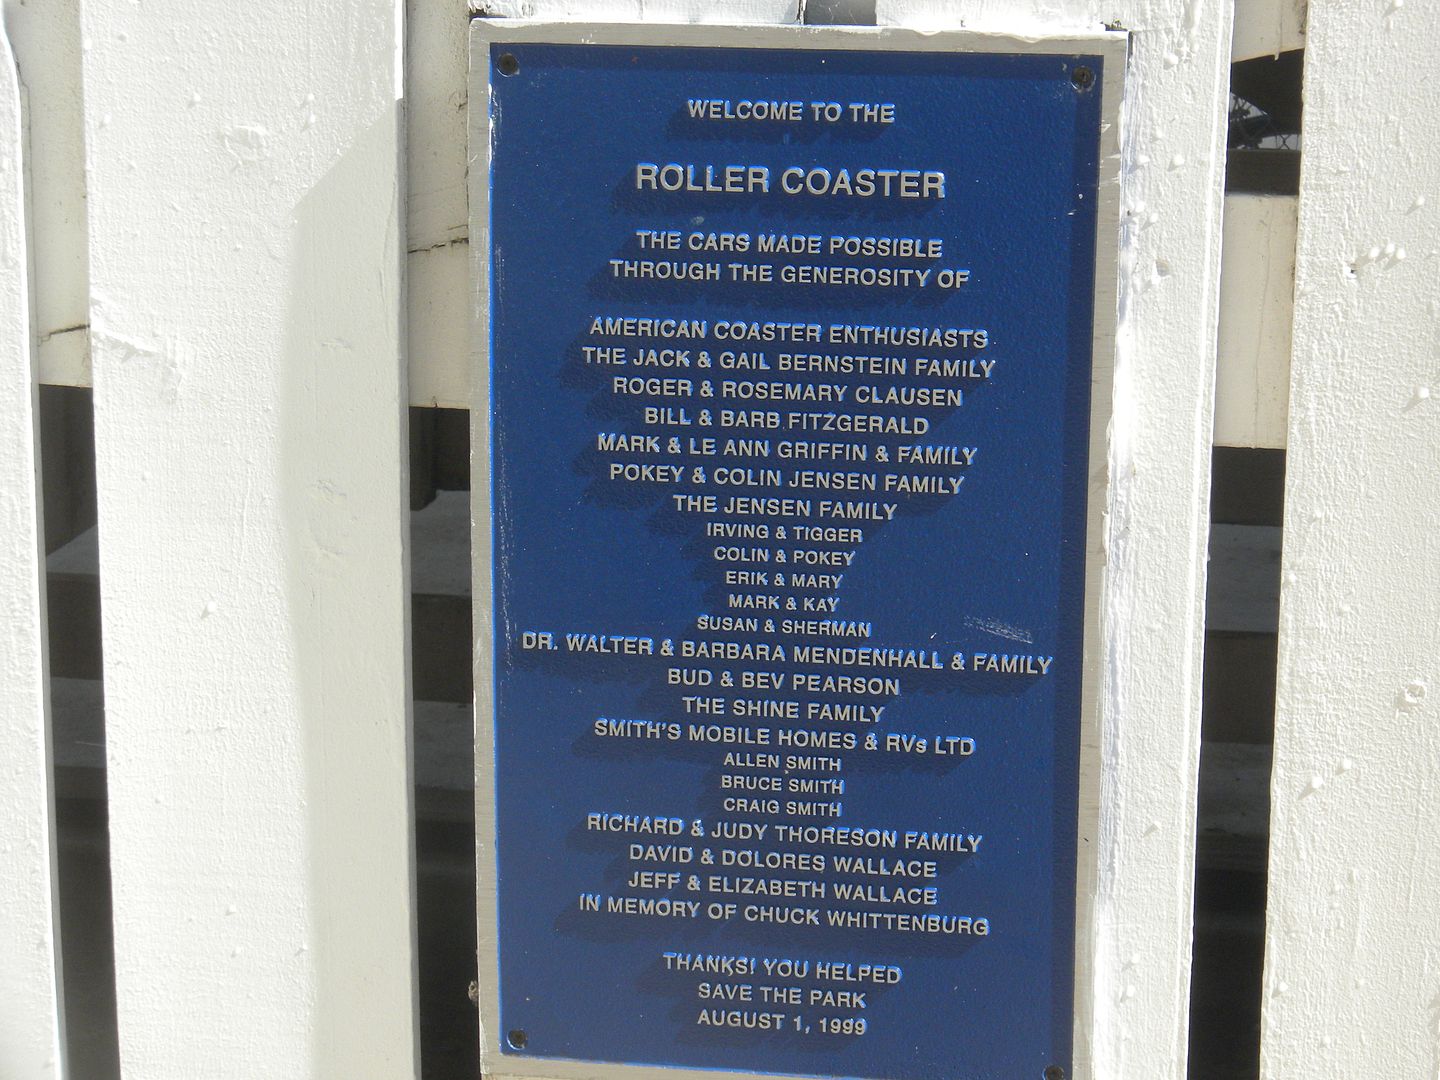 WELCOME TO THE
ROLLER COASTER
THE CARS MADE POSSIBLE
THROUGH THE GENEROSITY OF
AMERICAN COASTER ENTHUSIASTS
THE JACK & GAIL BERNSTEIN FAMILY
ROGER & ROSEMARY CLAUSEN
BILL & BARB FITZGERALD
MARK & LE ANN GRIFFIN & FAMILY
POKEY & COLIN JENSEN FAMILY
THE JENSEN FAMILY
IRVING & TIGGER
COLIN & POKEY
ERIK & MARY
MARK & KAY
SUSAN & SHERMAN
DR. WALTER & BARBARA MENDENHALL & FAMILY
BUD & BEV PEARSON
THE SHINE FAMILY
SMITH'S MOBILE HOMES & RVs LTD
ALLEN SMITH
BRUCE SMITH
CRAIG SMITH
RICHARD & JUDY THORESON FAMILY
DAVID & DOLORES WALLACE
JEFF & ELIZABETH WALLACE
IN MEMORY OF CHUCK WHITTENBURG
THANKS! YOU HELPED
SAVE THE PARK
AUGUST 1, 1999